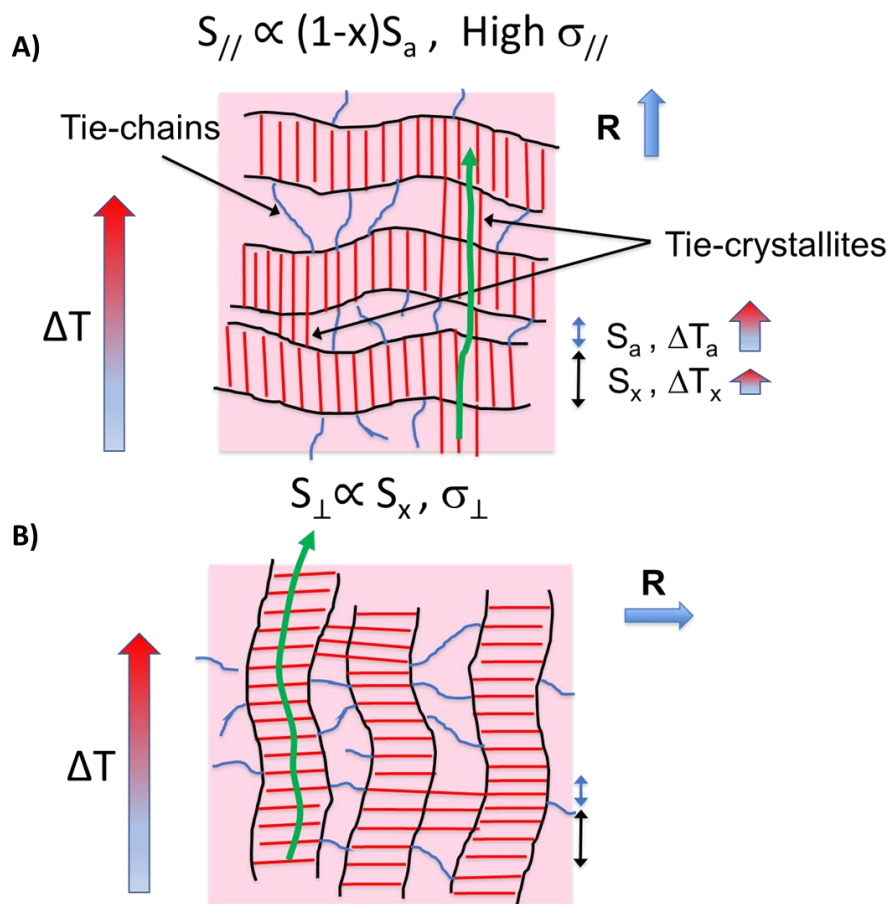 S// ∝ (1-x)Sa , High σ//
A)
R
Tie-chains
Tie-crystallites
ΔT
Sa , ΔTa
Sx , ΔTx
S⊥∝ Sx , σ⊥
B)
R
ΔT